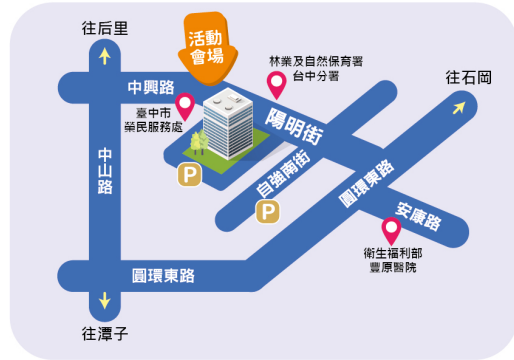 往后里
活動
會場
林業及自然保育署
台中分署
往石岡
中興路
臺中市
榮民服務處
陽明街
中山路
P
自強南街
P
圓環東路
安康路
衛生福利部
豐原醫院
圓環東路
往潭子